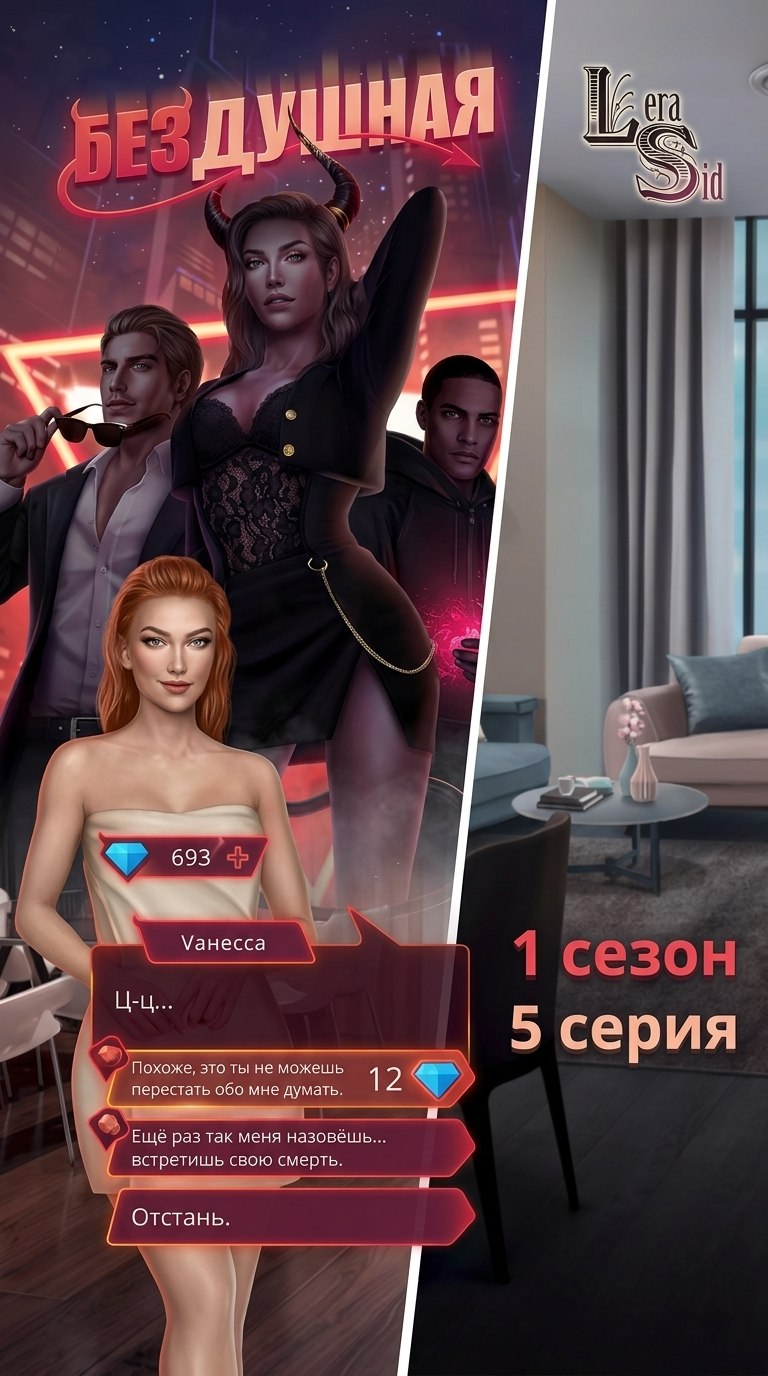 БЕЗДУШНАЯ
Lera
Sid
693
Vанесса
Ц-ц...
Похоже, это ты не можешь
перестать обо мне думать.
12
Ещё раз так меня назовёшь...
встретишь свою смерть.
Отстань.
1 сезон
5 серия